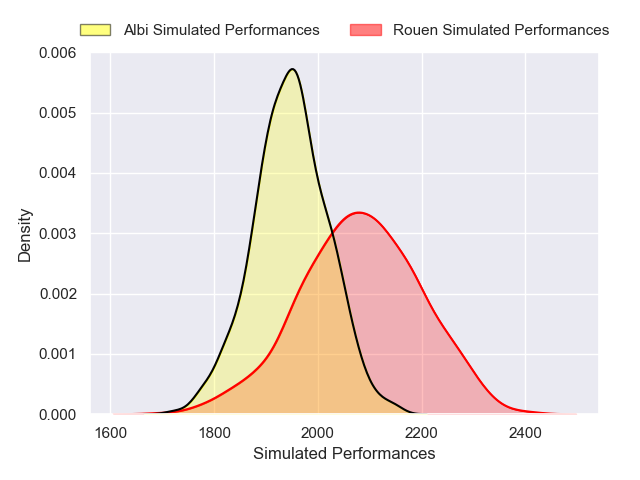 Albi Simulated Performances Rouen Simulated Performances
0.006
0.005
0.004
0.003
0.002
0.001
0.000
Density
1600 1800 2000 2200 2400
Simulated Performances